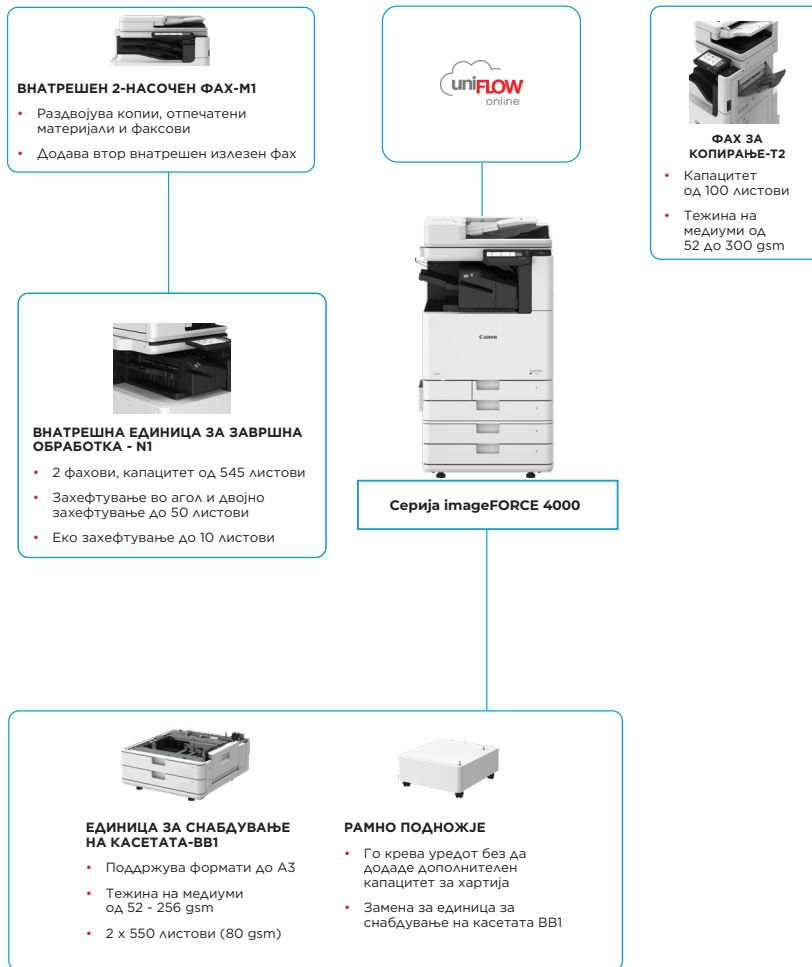 ВНАТРЕШЕН 2-НАСОЧЕН ФАХ-M1
• Раздвојува копии, отпечатени
материјали и факсови
• Додава втор внатрешен излезен фах
uniFLOW
online
ФАХ ЗА
КОПИРАЊЕ-T2
• Капацитет
од 100 листови
• Тежина на
медиуми од
52 до 300 gsm
ВНАТРЕШНА ЕДИНИЦА ЗА ЗАВРШНА
ОБРАБОТКА - N1
• 2 фахови, капацитет од 545 листови
• Захефтување во агол и двојно
захефтување до 50 листови
• Еко захефтување до 10 листови
Canon
Серија imageFORCE 4000
ЕДИНИЦА ЗА СНАБДУВАЊЕ
НА КАСЕТАТА-BB1
• Поддржува формати до A3
• Тежина на медиуми
од 52 - 256 gsm
• 2 x 550 листови (80 gsm)
РАМНО ПОДНОЖЈЕ
• Го крева уредот без да
додаде дополнителен
капацитет за хартија
• Замена за единица за
снабдување на касетата BB1